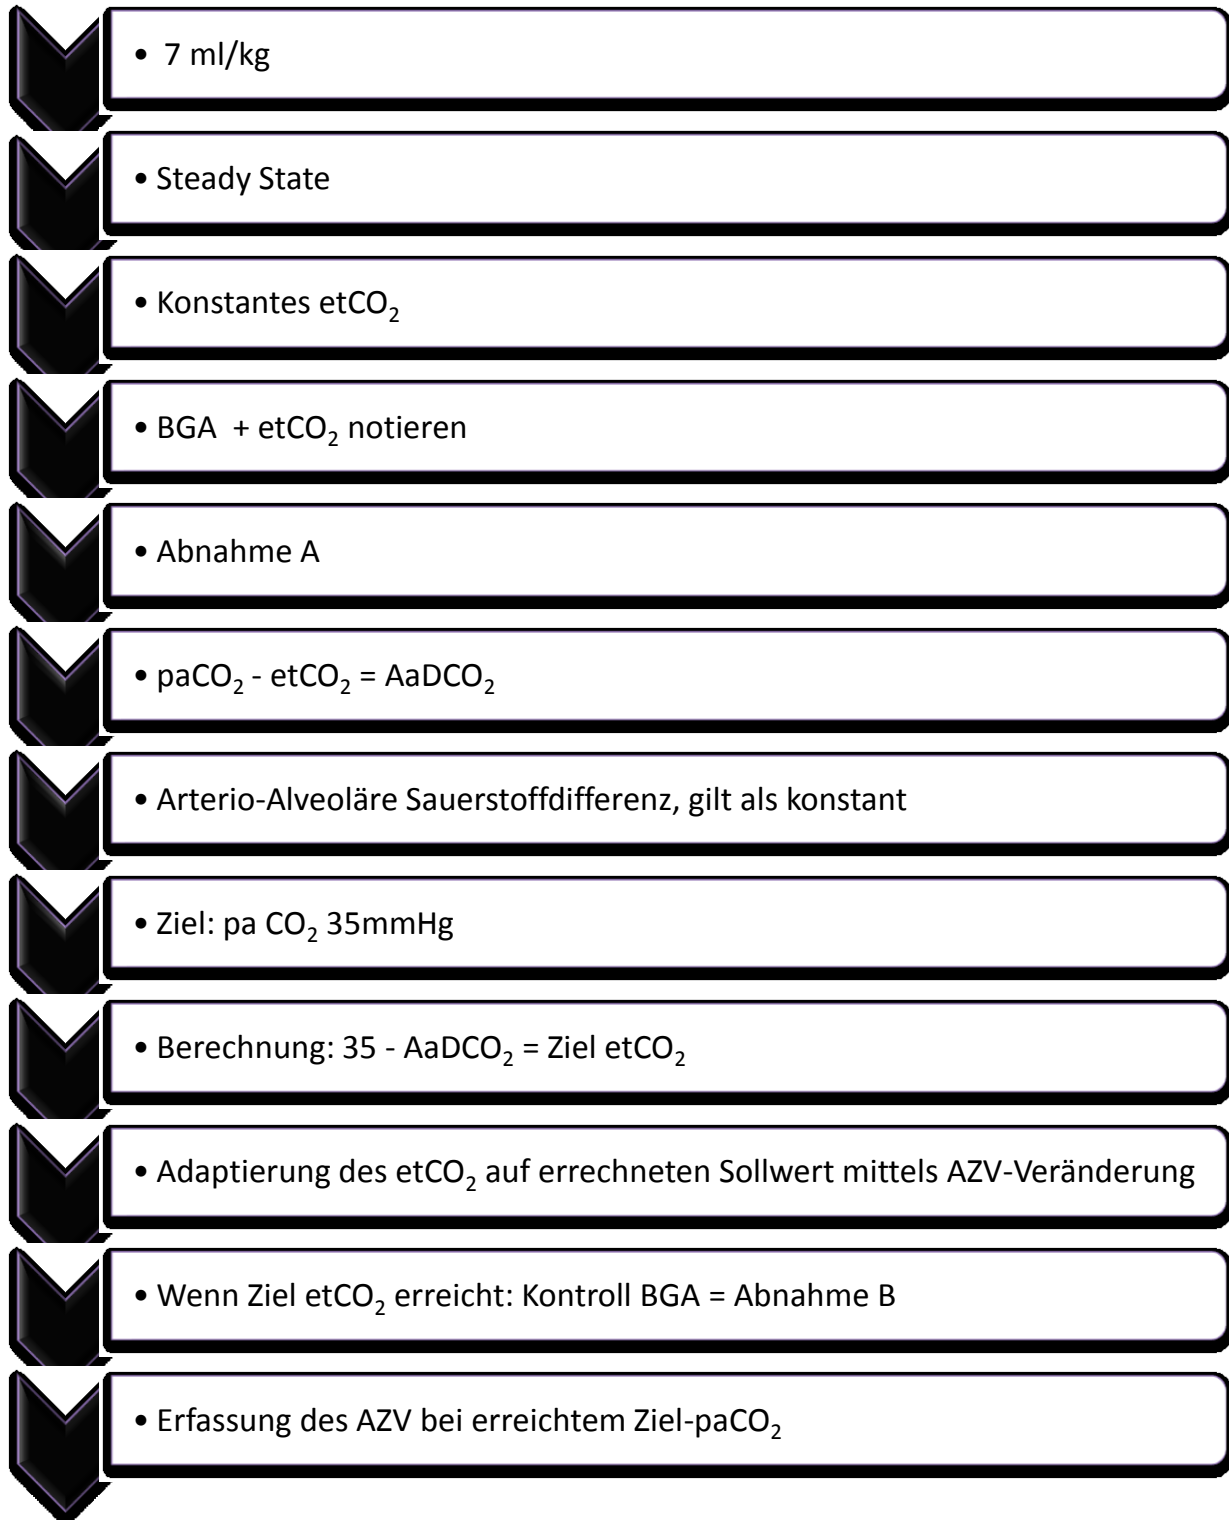 • 7 ml/kg
• Steady State
• Konstantes etCO₂
• BGA + etCO₂ notieren
• Abnahme A
• paCO₂ - etCO₂ = AaDCO₂
• Arterio-Alveoläre Sauerstoffdifferenz, gilt als konstant
• Ziel: pa CO₂ 35mmHg
• Berechnung: 35 - AaDCO₂ = Ziel etCO₂
• Adaptierung des etCO₂ auf errechneten Sollwert mittels AZV-Veränderung
• Wenn Ziel etCO₂ erreicht: Kontroll BGA = Abnahme B
• Erfassung des AZV bei erreichtem Ziel-paCO₂